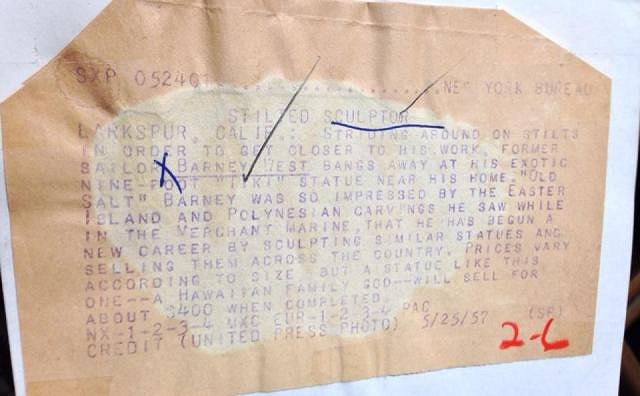 SXP 052401..........................NEW YORK BUREAU
STILTED SCULPTOR
LARKSPUR, CALIF.: STRIDING AROUND ON STILTS
IN ORDER TO GET CLOSER TO HIS WORK, FORMER
SAILOR BARNEY WEST BANGS AWAY AT HIS EXOTIC
NINE-FOOT "TIKI" STATUE NEAR HIS HOME. "OLD
SALT" BARNEY WAS SO IMPRESSED BY THE EASTER
ISLAND AND POLYNESIAN CARVINGS HE SAW WHILE
IN THE MERCHANT MARINE, THAT HE HAS BEGUN A
NEW CAREER BY SCULPTING SIMILAR STATUES AND
SELLING THEM ACROSS THE COUNTRY. PRICES VARY
ACCORDING TO SIZE BUT A STATUE LIKE THIS
ONE--A HAWAIIAN FAMILY GOD--WILL SELL FOR
ABOUT $400 WHEN COMPLETED.
NX-1-2-3-4 MXC EUR-1-2-3-4 PAC
CREDIT (UNITED PRESS PHOTO) 5/25/57 (SF)
2-6